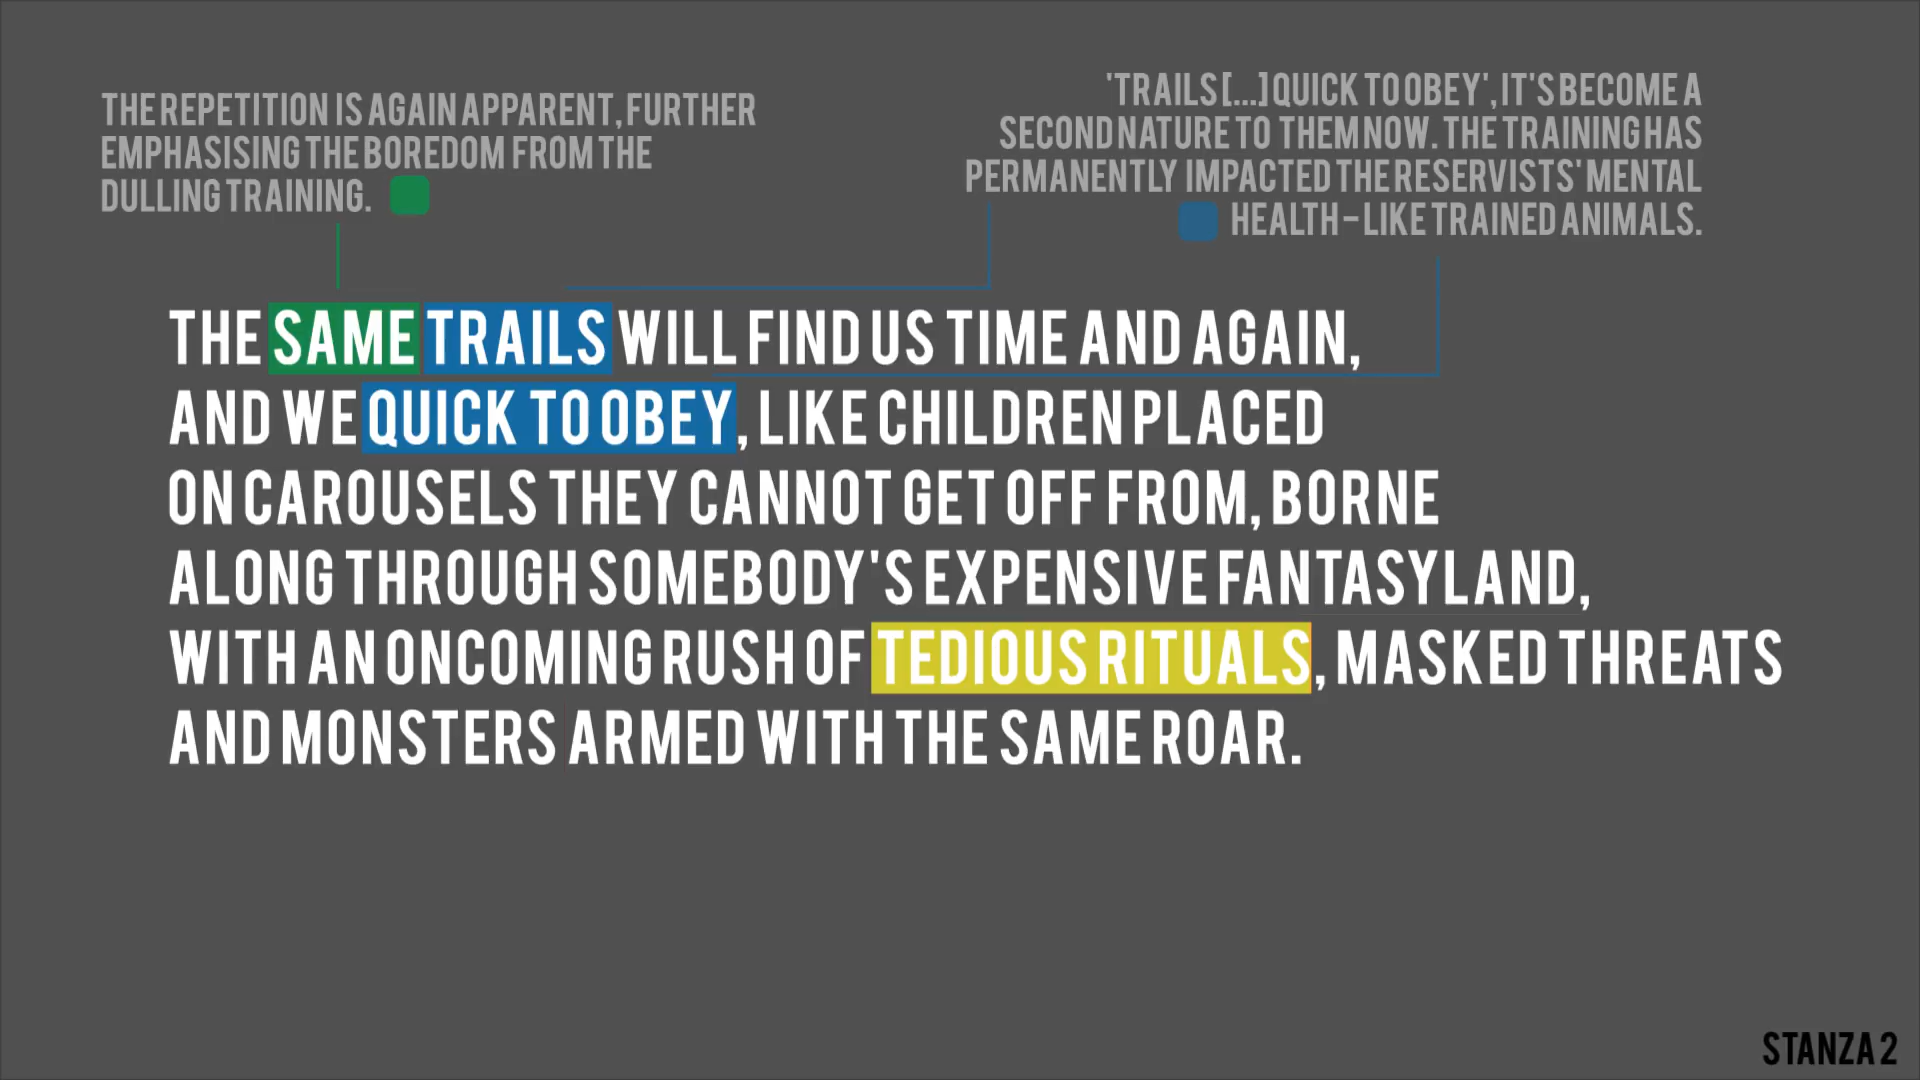 THE REPETITION IS AGAIN APPARENT, FURTHER
EMPHASISING THE BOREDOM FROM THE
DULLING TRAINING.
'TRAILS [...] QUICK TO OBEY', IT'S BECOME A
SECOND NATURE TO THEM NOW. THE TRAINING HAS
PERMANENTLY IMPACTED THE RESERVISTS' MENTAL
HEALTH – LIKE TRAINED ANIMALS.
THE SAME TRAILS WILL FIND US TIME AND AGAIN,
AND WE QUICK TO OBEY, LIKE CHILDREN PLACED
ON CAROUSELS THEY CANNOT GET OFF FROM, BORNE
ALONG THROUGH SOMEBODY'S EXPENSIVE FANTASYLAND,
WITH AN ONCOMING RUSH OF TEDIOUS RITUALS, MASKED THREATS
AND MONSTERS ARMED WITH THE SAME ROAR.
STANZA 2